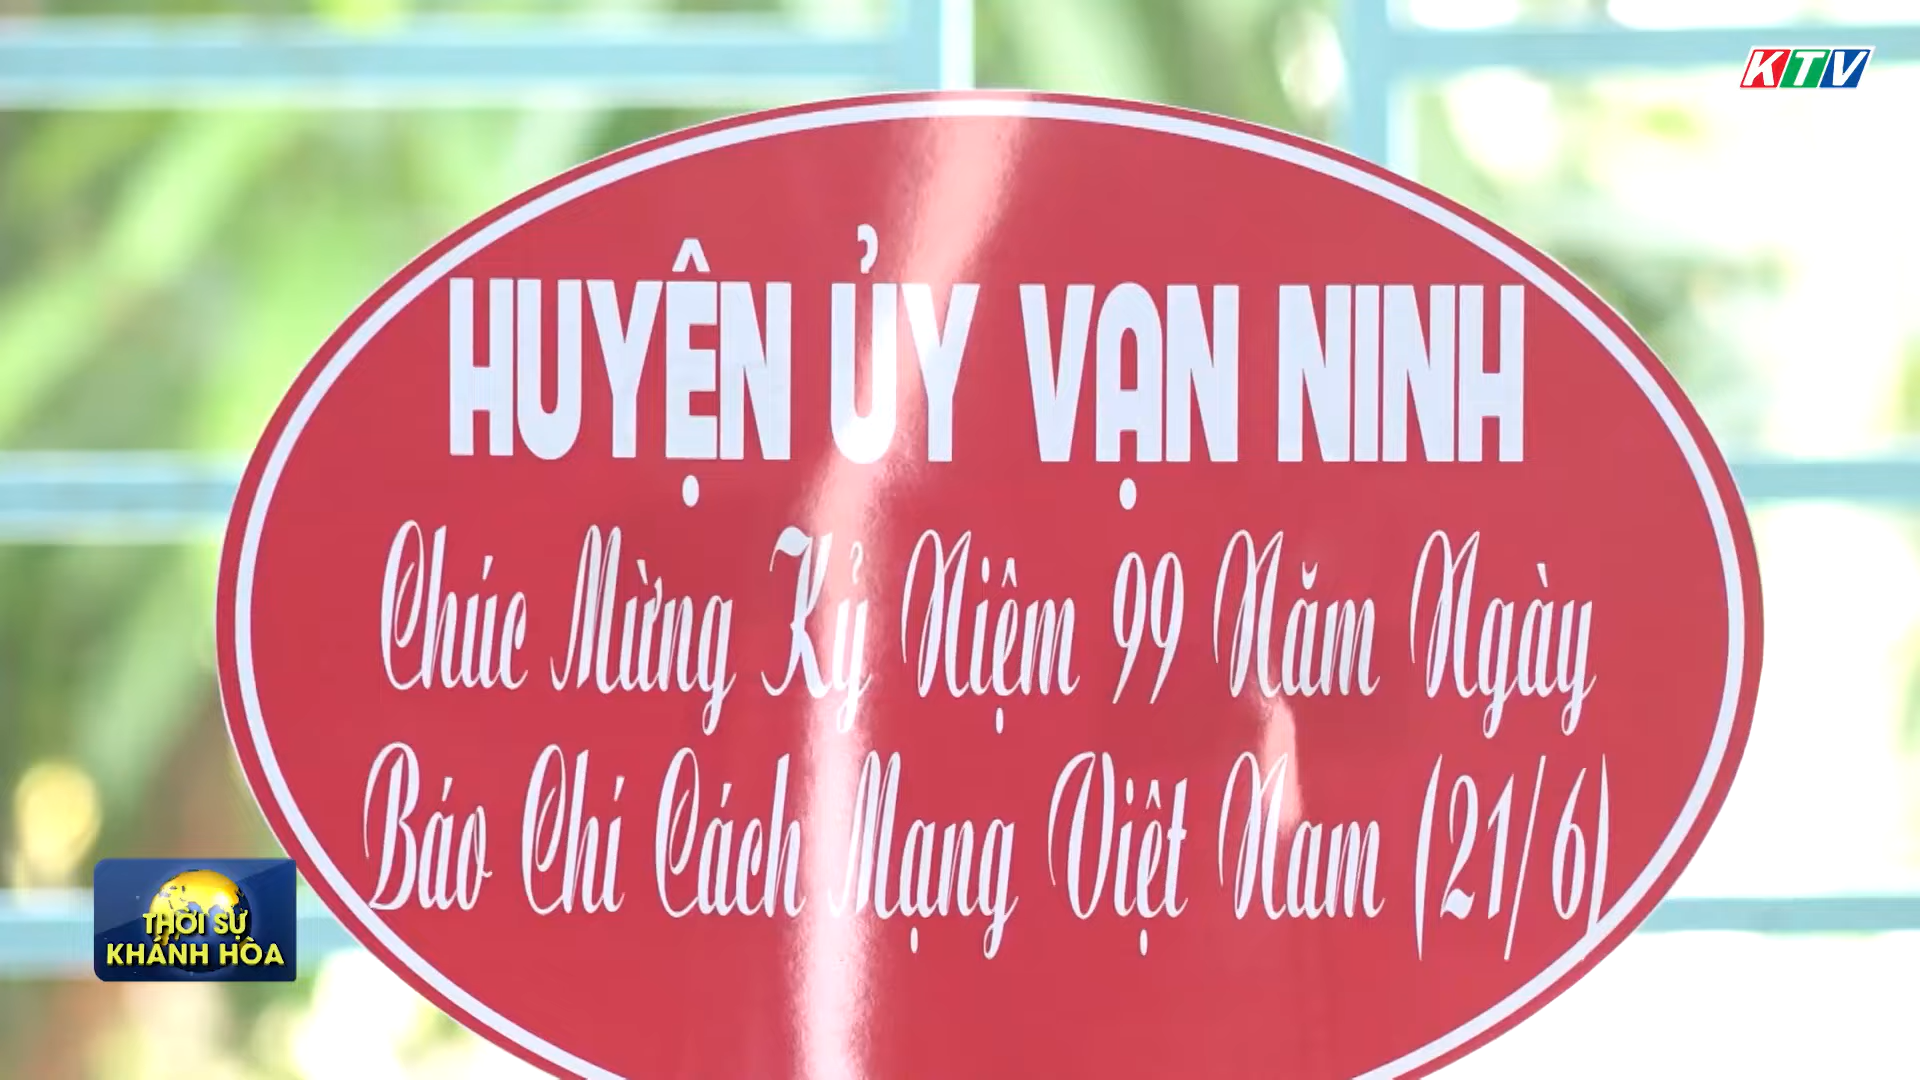 KTV
HUYỆN ỦY VẠN NINH
Chúc Mừng Kỷ Niệm 99 Năm Ngày
Báo Chí Cách Mạng Việt Nam (21/6)
THỜI SỰ
KHÁNH HÒA